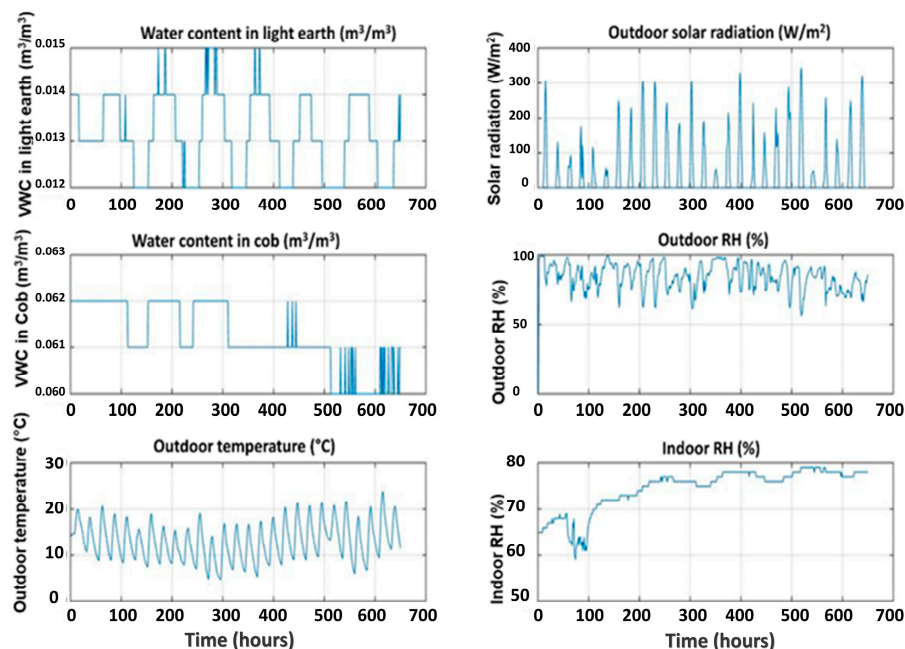 Water content in light earth (m³/m³)
VWC in light earth (m³/m³)
0.015
0.014
0.013
0.012
0 100 200 300 400 500 600 700
Outdoor solar radiation (W/m²)
Solar radiation (W/m²)
400
300
200
100
0
0 100 200 300 400 500 600 700
Water content in cob (m³/m³)
VWC in Cob (m³/m³)
0.063
0.062
0.061
0.060
0 100 200 300 400 500 600 700
Outdoor RH (%)
Outdoor RH (%)
100
50
0
0 100 200 300 400 500 600 700
Outdoor temperature (°C)
Outdoor temperature (°C)
30
20
10
0
0 100 200 300 400 500 600 700
Time (hours)
Indoor RH (%)
Indoor RH (%)
80
70
60
50
0 100 200 300 400 500 600 700
Time (hours)